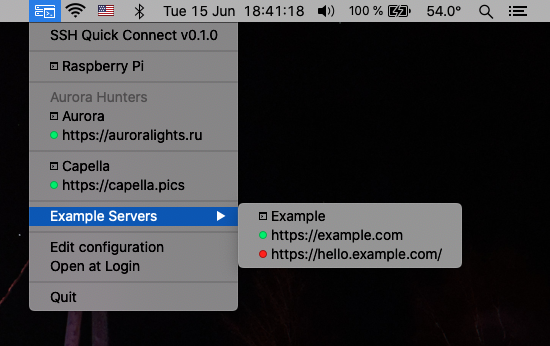 Tue 15 Jun 18:41:18 100 % 54.0°
SSH Quick Connect v0.1.0
Raspberry Pi
Aurora Hunters
Aurora
https://auroralights.ru
Capella
https://capella.pics
Example Servers
Example
https://example.com
https://hello.example.com/
Edit configuration
Open at Login
Quit